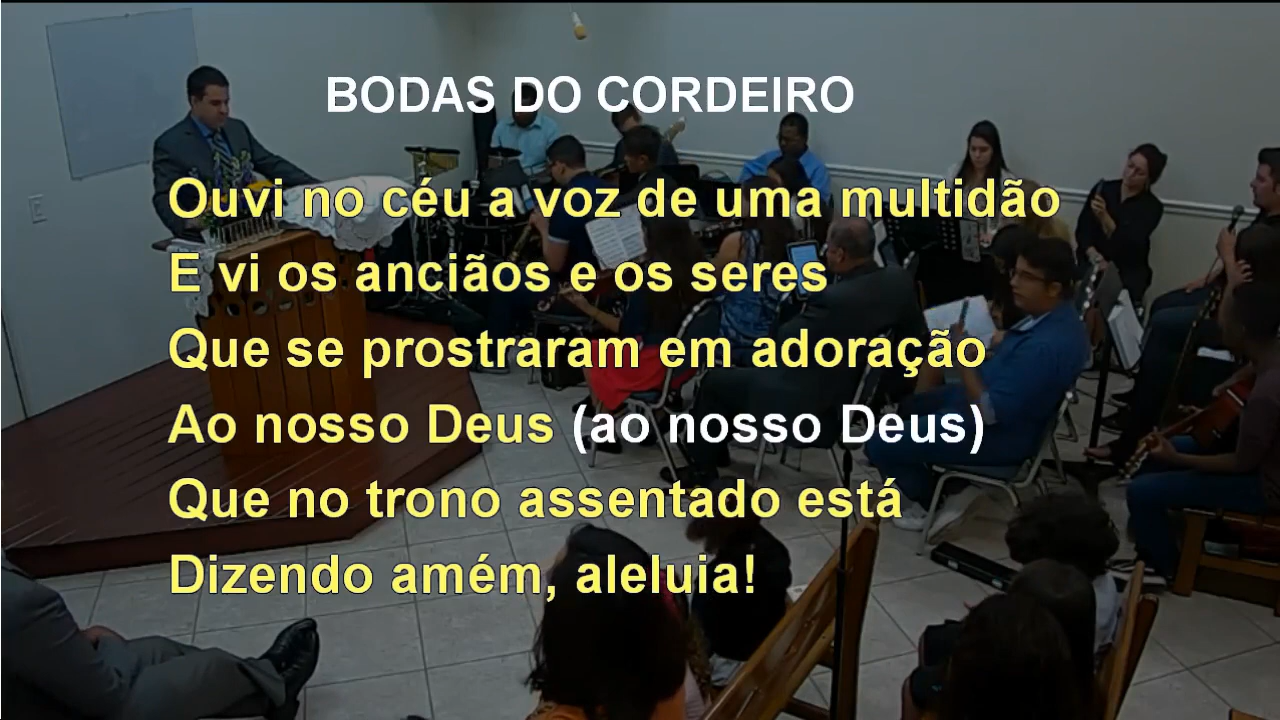 BODAS DO CORDEIRO
Ouvi no céu a voz de uma multidão
E vi os anciãos e os seres
Que se prostraram em adoração
Ao nosso Deus (ao nosso Deus)
Que no trono assentado está
Dizendo amém, aleluia!